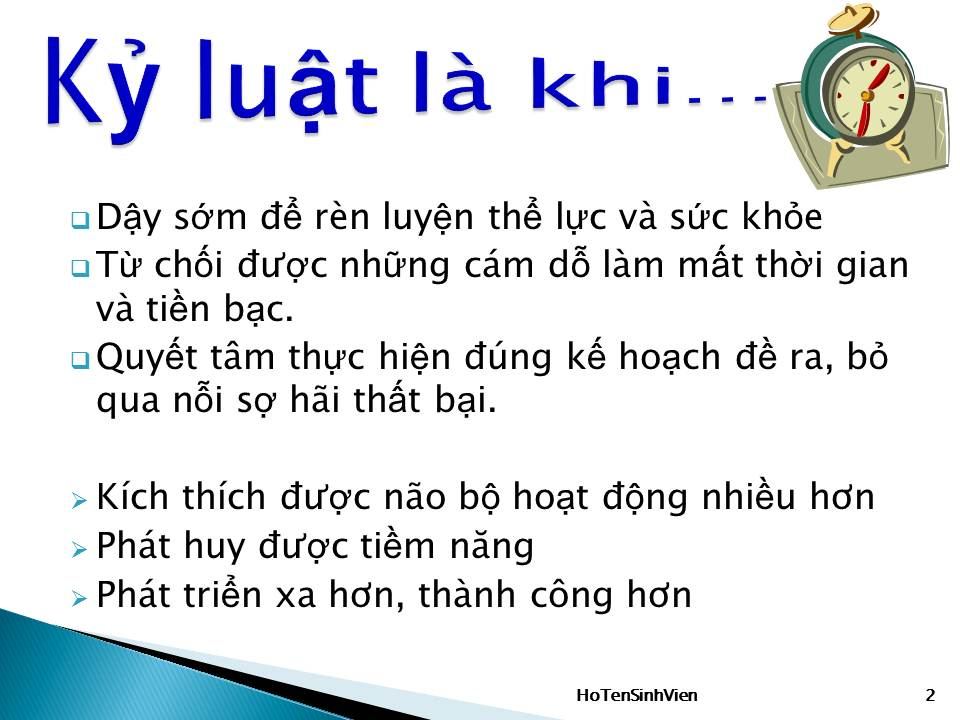 Kỷ luật là khi...
Dậy sớm để rèn luyện thể lực và sức khỏe
Từ chối được những cám dỗ làm mất thời gian
và tiền bạc.
Quyết tâm thực hiện đúng kế hoạch đề ra, bỏ
qua nỗi sợ hãi thất bại.
Kích thích được não bộ hoạt động nhiều hơn
Phát huy được tiềm năng
Phát triển xa hơn, thành công hơn
HoTenSinhVien 2